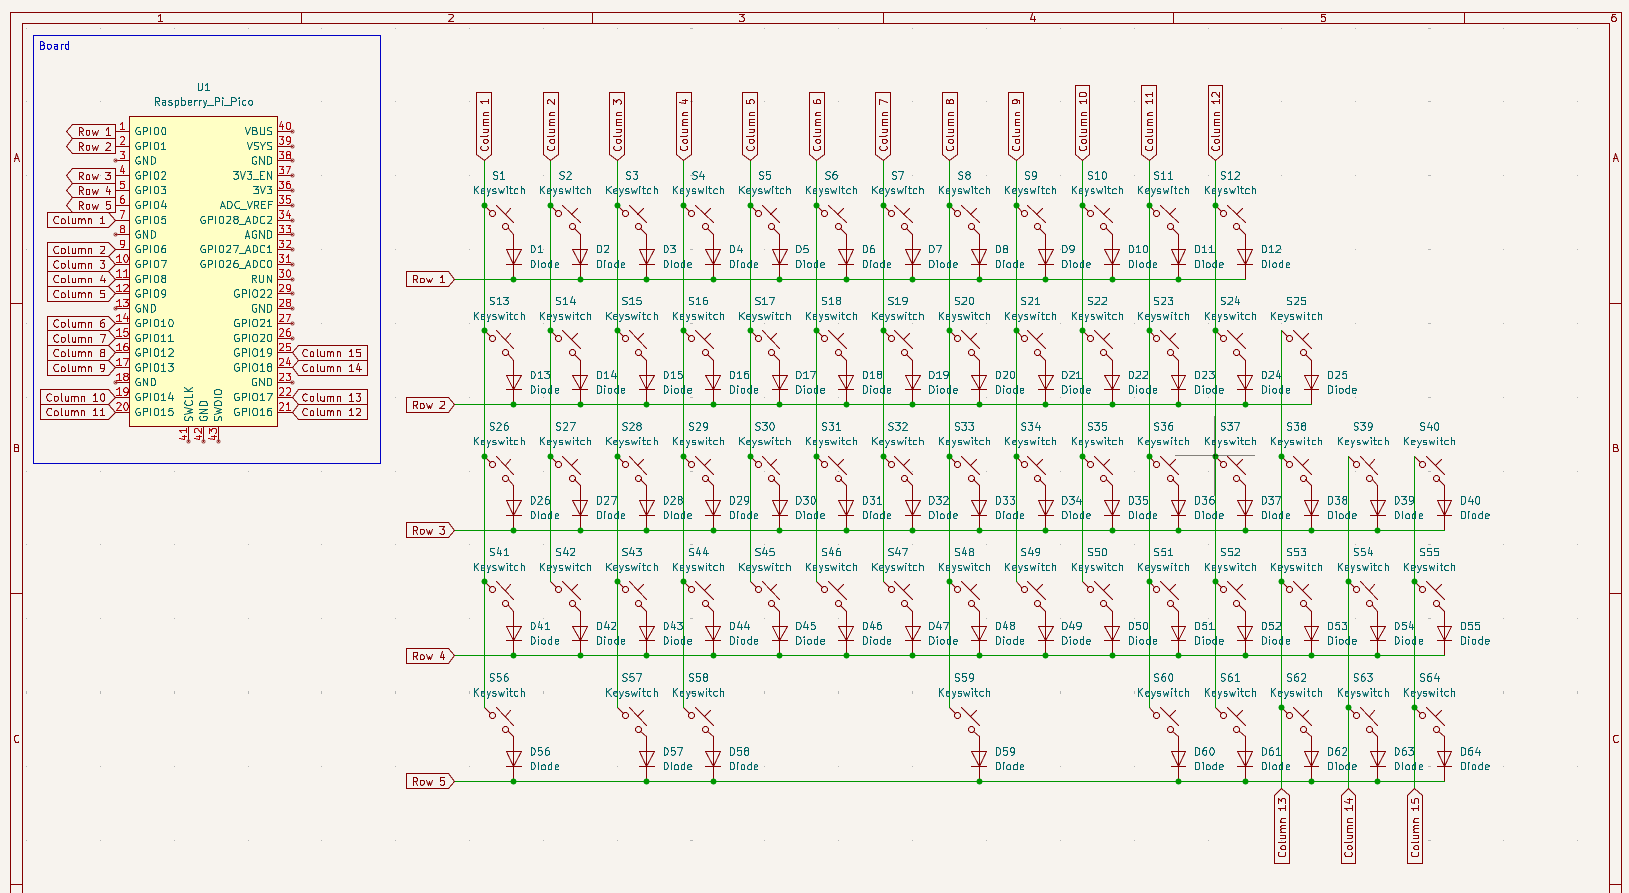 1 2 3 4 5 6
Board
U1
Raspberry_Pi_Pico
Row 1 1 GPIO0 VBUS 40
Row 2 2 GPIO1 VSYS 39
3 GND GND 38
Row 3 4 GPIO2 3V3_EN 37
Row 4 5 GPIO3 3V3 36
Row 5 6 GPIO4 ADC_VREF 35
Column 1 7 GPIO5 GPIO28_ADC2 34
8 GND AGND 33
Column 2 9 GPIO6 GPIO27_ADC1 32
Column 3 10 GPIO7 GPIO26_ADC0 31
Column 4 11 GPIO8 RUN 30
Column 5 12 GPIO9 GPIO22 29
13 GND GND 28
Column 6 14 GPIO10 GPIO21 27
Column 7 15 GPIO11 GPIO20 26
Column 8 16 GPIO12 GPIO19 25 Column 15
Column 9 17 GPIO13 GPIO18 24 Column 14
18 GND GND 23
Column 10 19 GPIO14 GPIO17 22 Column 13
Column 11 20 GPIO15 GPIO16 21 Column 12
SWCLK GND SWDIO
41 42 43
Column 1 Column 2 Column 3 Column 4 Column 5 Column 6 Column 7 Column 8 Column 9 Column 10 Column 11 Column 12
A A
S1 S2 S3 S4 S5 S6 S7 S8 S9 S10 S11 S12
Keyswitch Keyswitch Keyswitch Keyswitch Keyswitch Keyswitch Keyswitch Keyswitch Keyswitch Keyswitch Keyswitch Keyswitch
D1 D2 D3 D4 D5 D6 D7 D8 D9 D10 D11 D12
Diode Diode Diode Diode Diode Diode Diode Diode Diode Diode Diode Diode
Row 1
S13 S14 S15 S16 S17 S18 S19 S20 S21 S22 S23 S24 S25
Keyswitch Keyswitch Keyswitch Keyswitch Keyswitch Keyswitch Keyswitch Keyswitch Keyswitch Keyswitch Keyswitch Keyswitch Keyswitch
D13 D14 D15 D16 D17 D18 D19 D20 D21 D22 D23 D24 D25
Diode Diode Diode Diode Diode Diode Diode Diode Diode Diode Diode Diode Diode
Row 2
B B
S26 S27 S28 S29 S30 S31 S32 S33 S34 S35 S36 S37 S38 S39 S40
Keyswitch Keyswitch Keyswitch Keyswitch Keyswitch Keyswitch Keyswitch Keyswitch Keyswitch Keyswitch Keyswitch Keyswitch Keyswitch Keyswitch Keyswitch
D26 D27 D28 D29 D30 D31 D32 D33 D34 D35 D36 D37 D38 D39 D40
Diode Diode Diode Diode Diode Diode Diode Diode Diode Diode Diode Diode Diode Diode Diode
Row 3
S41 S42 S43 S44 S45 S46 S47 S48 S49 S50 S51 S52 S53 S54 S55
Keyswitch Keyswitch Keyswitch Keyswitch Keyswitch Keyswitch Keyswitch Keyswitch Keyswitch Keyswitch Keyswitch Keyswitch Keyswitch Keyswitch Keyswitch
D41 D42 D43 D44 D45 D46 D47 D48 D49 D50 D51 D52 D53 D54 D55
Diode Diode Diode Diode Diode Diode Diode Diode Diode Diode Diode Diode Diode Diode Diode
Row 4
S56 S57 S58 S59 S60 S61 S62 S63 S64
Keyswitch Keyswitch Keyswitch Keyswitch Keyswitch Keyswitch Keyswitch Keyswitch Keyswitch
C C
D56 D57 D58 D59 D60 D61 D62 D63 D64
Diode Diode Diode Diode Diode Diode Diode Diode Diode
Row 5
Column 13 Column 14 Column 15